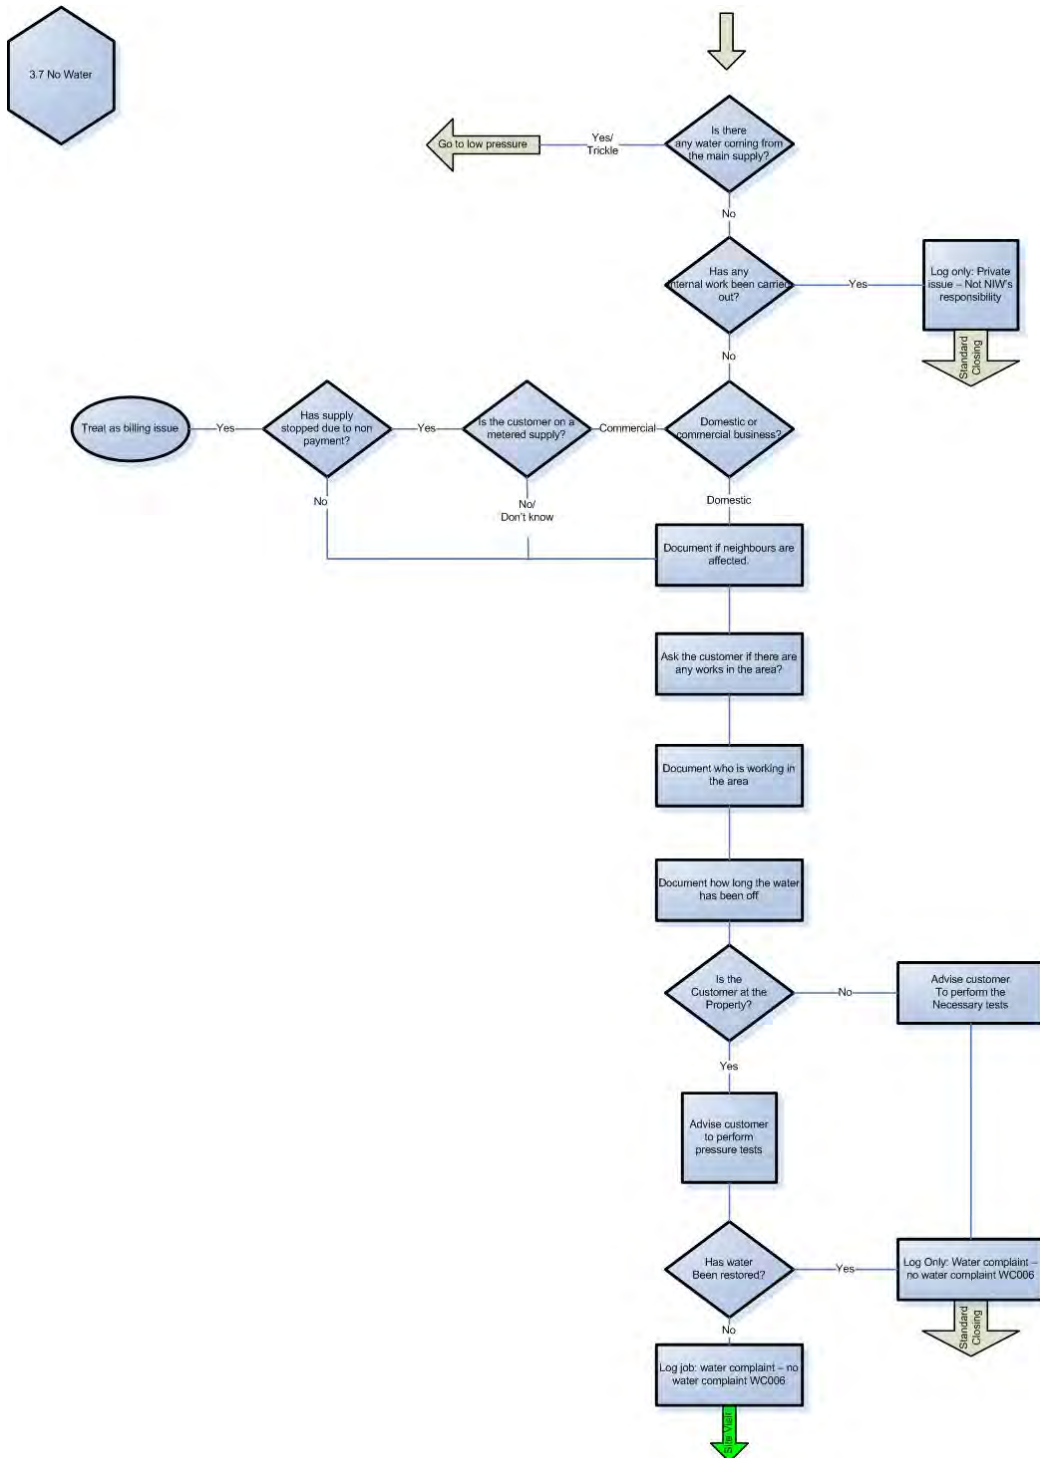 3.7 No Water
Is there
any water coming from
the main supply?
Yes/
Trickle
Go to low pressure
No
Has any
internal work been carried
out?
Yes
Log only: Private
issue – Not NIW's
responsibility
Standard
Closing
No
Domestic or
commercial business?
Commercial
Is the customer on a
metered supply?
Yes
Has supply
stopped due to non
payment?
Yes
Treat as billing issue
No
No/
Don't know
Domestic
Document if neighbours are
affected.
Ask the customer if there are
any works in the area?
Document who is working in
the area
Document how long the water
has been off
Is the
Customer at the
Property?
No
Advise customer
To perform the
Necessary tests
Yes
Advise customer
to perform
pressure tests
Has water
Been restored?
Yes
Log Only: Water complaint –
no water complaint WC006
Standard
Closing
No
Log job: water complaint – no
water complaint WC006
Site Visit